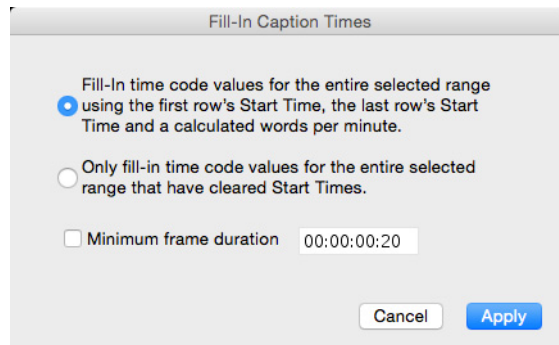 Fill-In Caption Times
Fill-In time code values for the entire selected range
using the first row's Start Time, the last row's Start
Time and a calculated words per minute.
Only fill-in time code values for the entire selected
range that have cleared Start Times.
Minimum frame duration 00:00:00:20
Cancel Apply